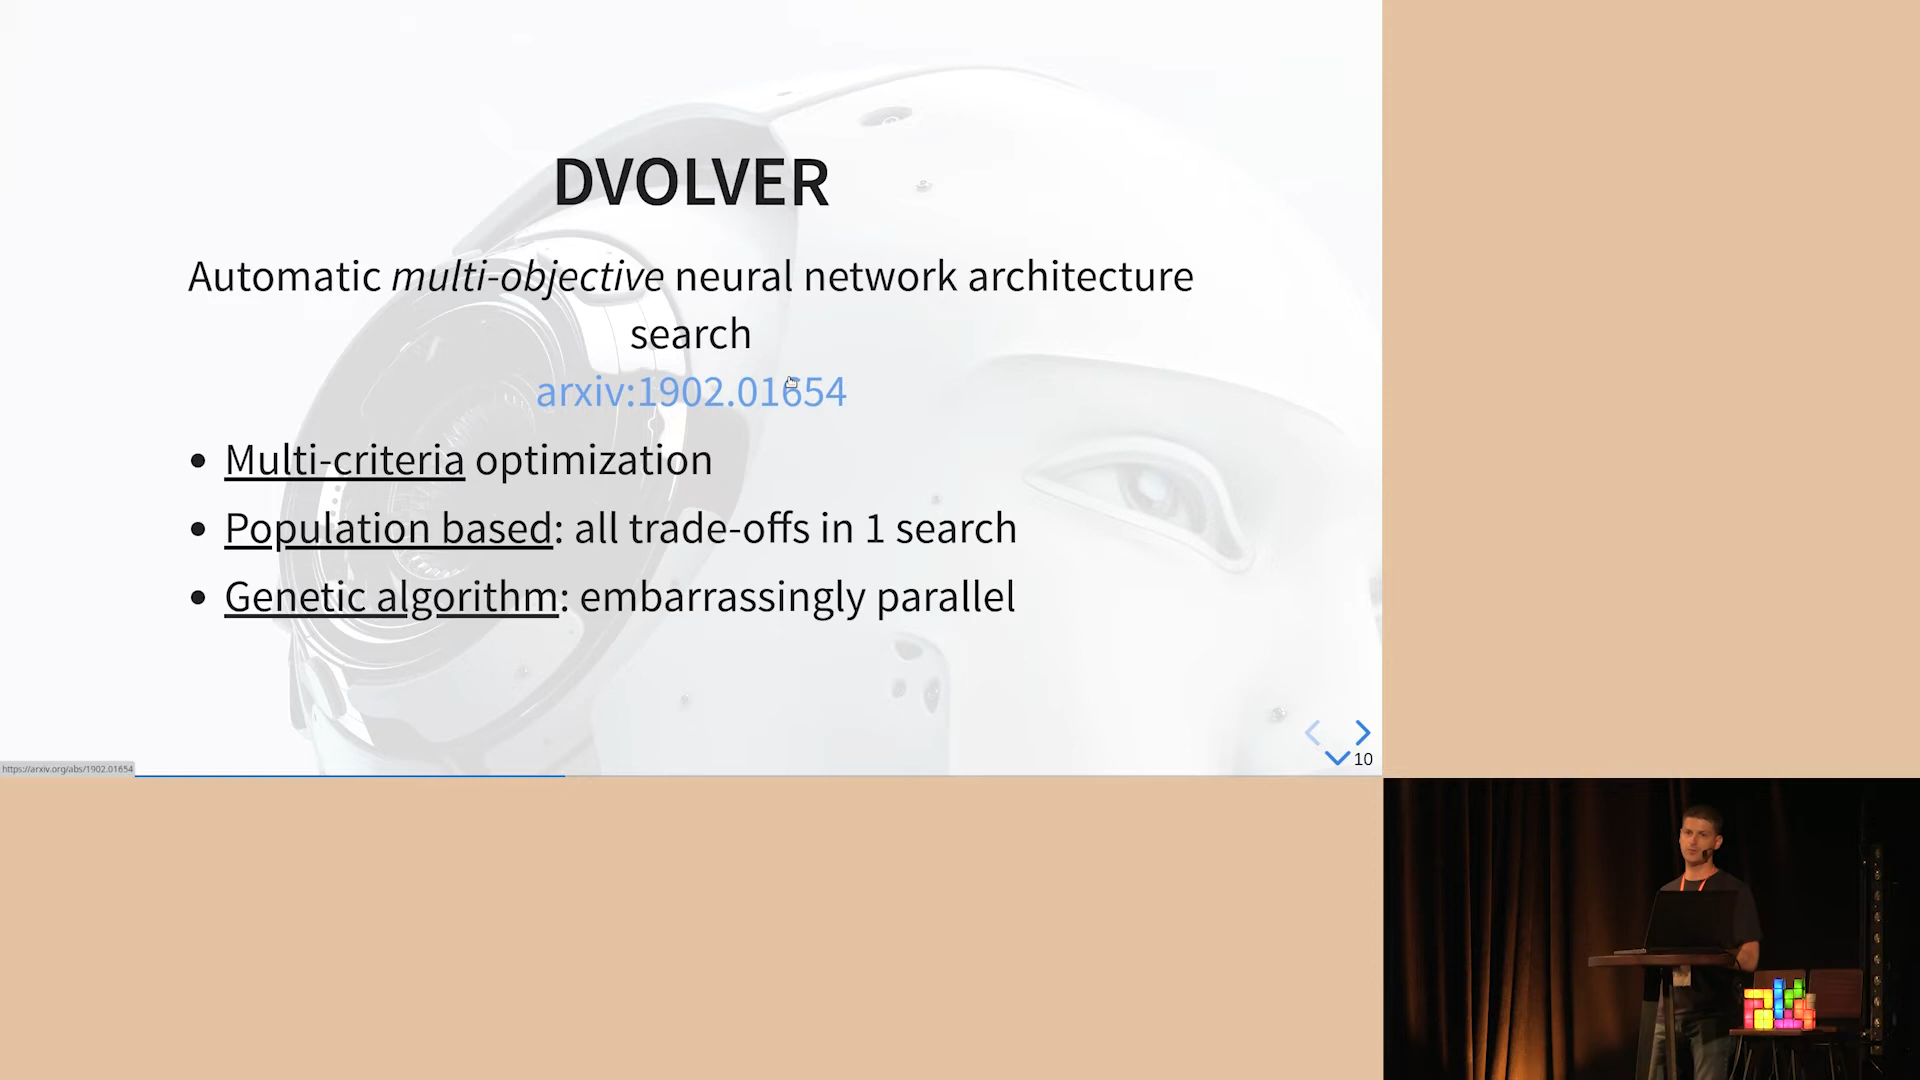 DVOLVER
Automatic multi-objective neural network architecture
search
arxiv:1902.01654
• Multi-criteria optimization
• Population based: all trade-offs in 1 search
• Genetic algorithm: embarrassingly parallel
10
https://arxiv.org/abs/1902.01654